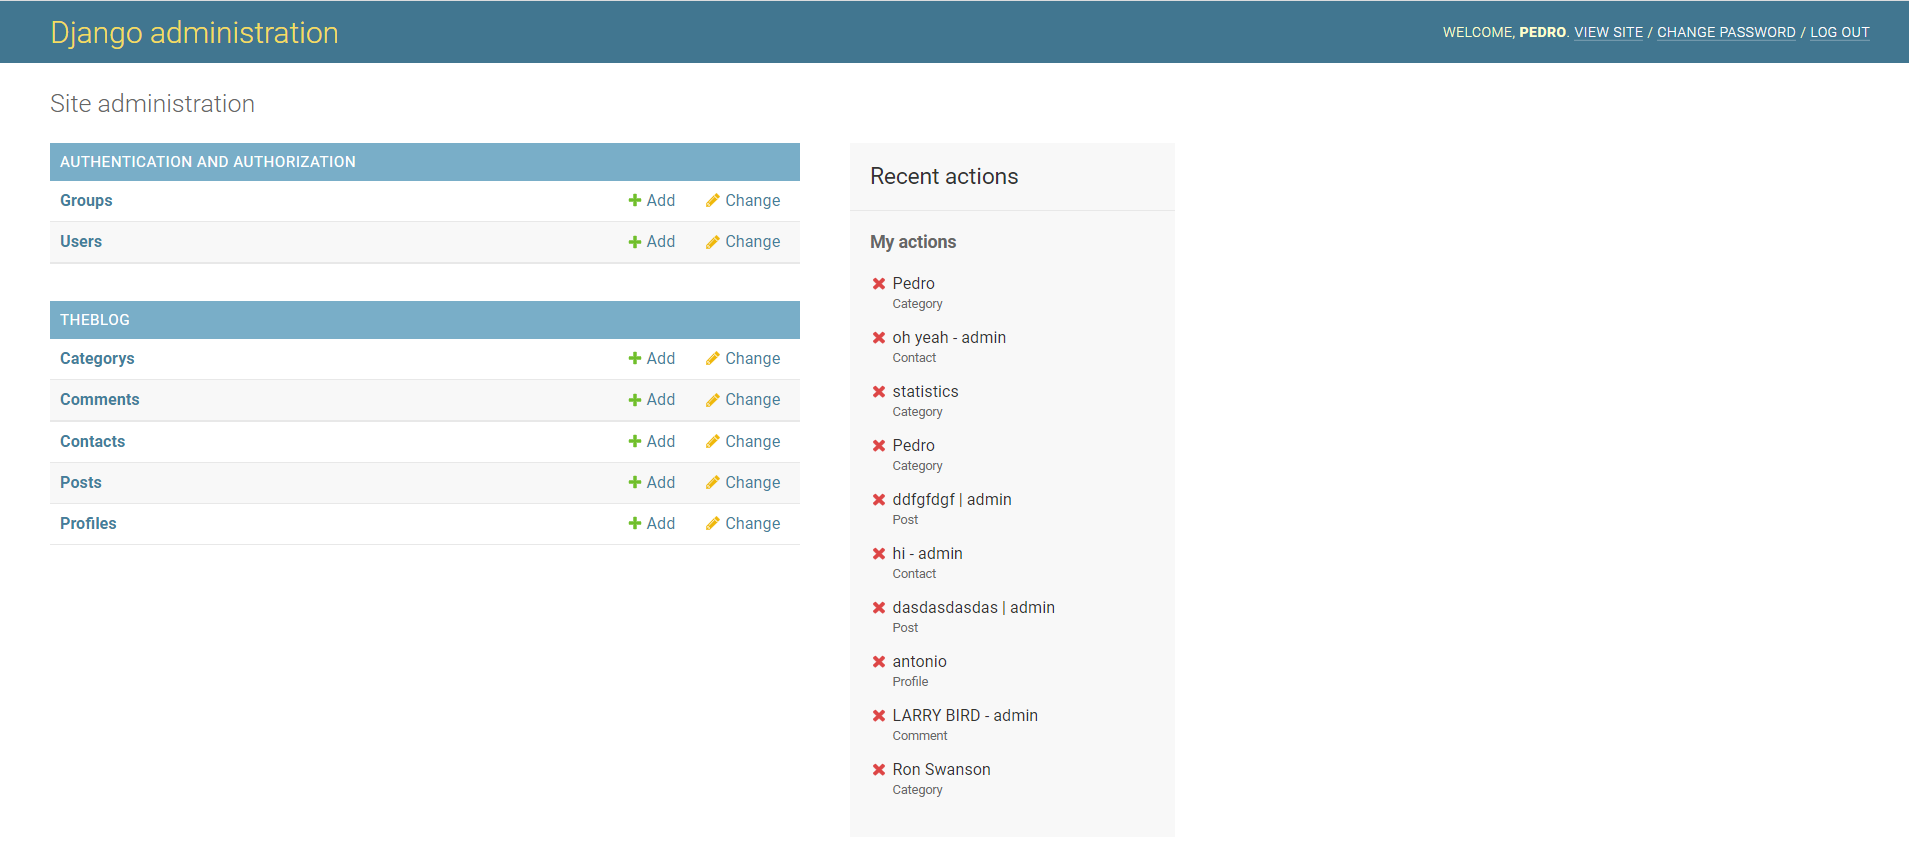 Django administration
WELCOME, PEDRO. VIEW SITE / CHANGE PASSWORD / LOG OUT
Site administration
AUTHENTICATION AND AUTHORIZATION
Groups Add Change
Users Add Change
THEBLOG
Categorys Add Change
Comments Add Change
Contacts Add Change
Posts Add Change
Profiles Add Change
Recent actions
My actions
Pedro
Category
oh yeah - admin
Contact
statistics
Category
Pedro
Category
ddfgfdgf | admin
Post
hi - admin
Contact
dasdasdasdas | admin
Post
antonio
Profile
LARRY BIRD - admin
Comment
Ron Swanson
Category